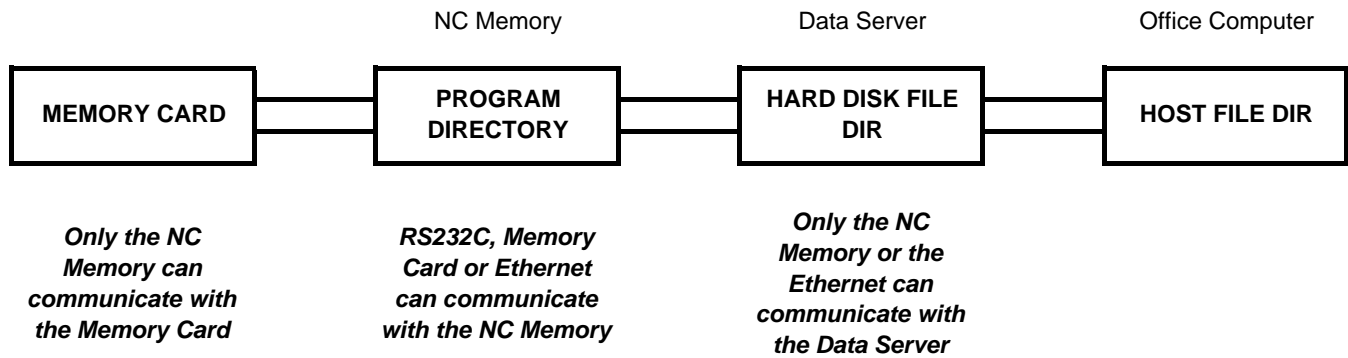 NC Memory
Data Server
Office Computer
MEMORY CARD
PROGRAM
DIRECTORY
HARD DISK FILE
DIR
HOST FILE DIR
Only the NC
Memory can
communicate with
the Memory Card
RS232C, Memory
Card or Ethernet
can communicate
with the NC Memory
Only the NC
Memory or the
Ethernet can
communicate with
the Data Server